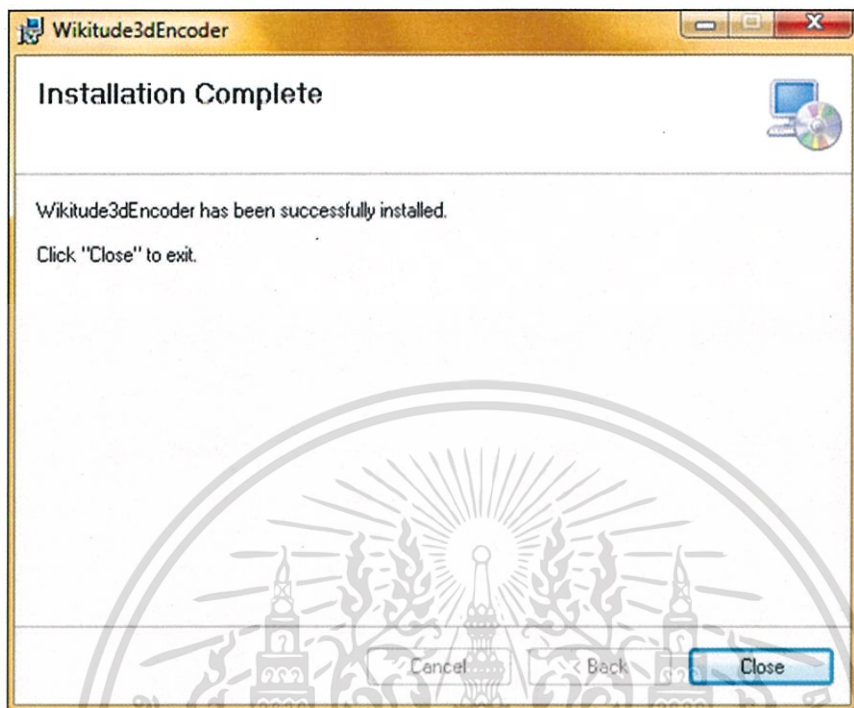 Wikitude3dEncoder
Installation Complete
Wikitude3dEncoder has been successfully installed.
Click "Close" to exit.
Cancel
< Back
Close